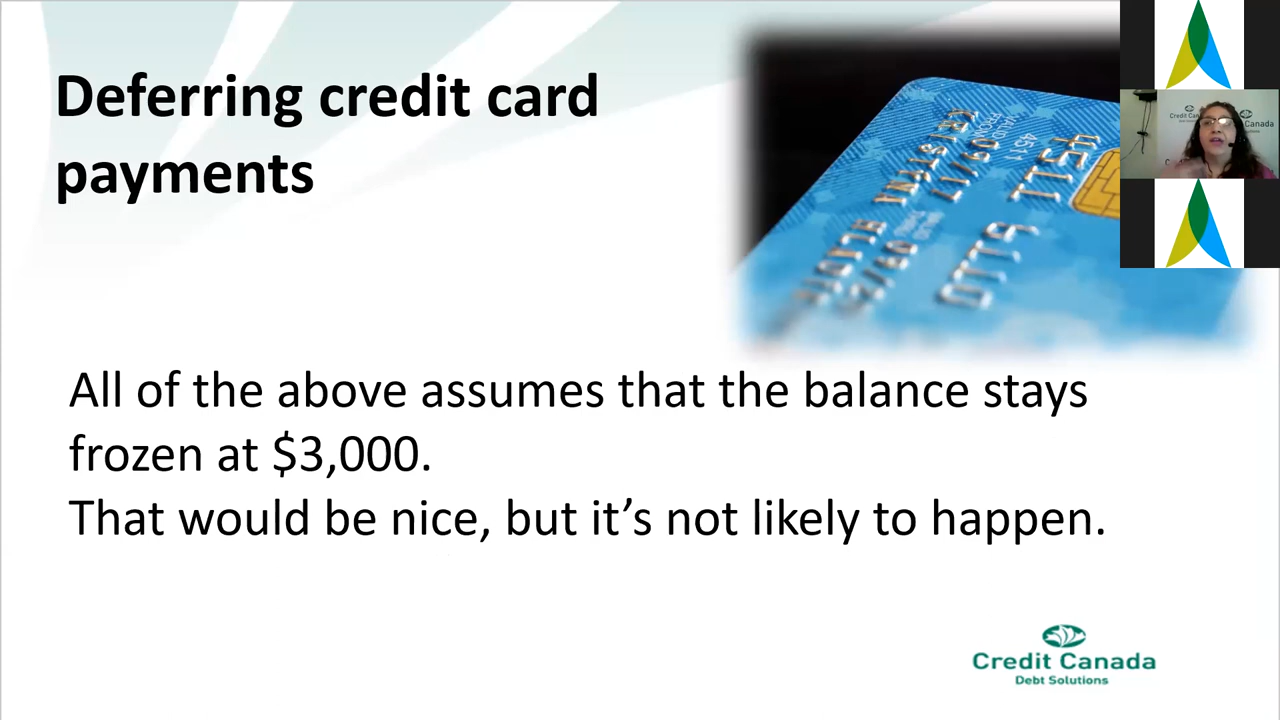 Deferring credit card
payments
All of the above assumes that the balance stays
frozen at $3,000.
That would be nice, but it’s not likely to happen.
Credit Canada
Debt Solutions